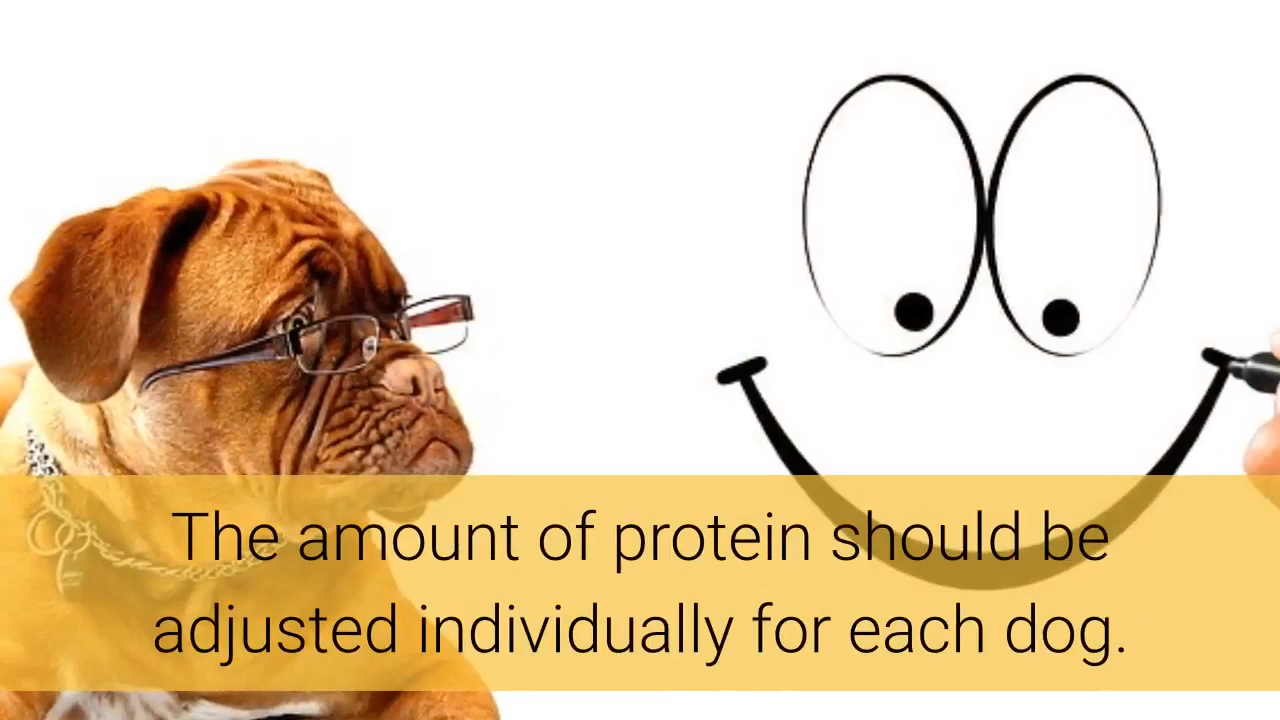 The amount of protein should be
adjusted individually for each dog.